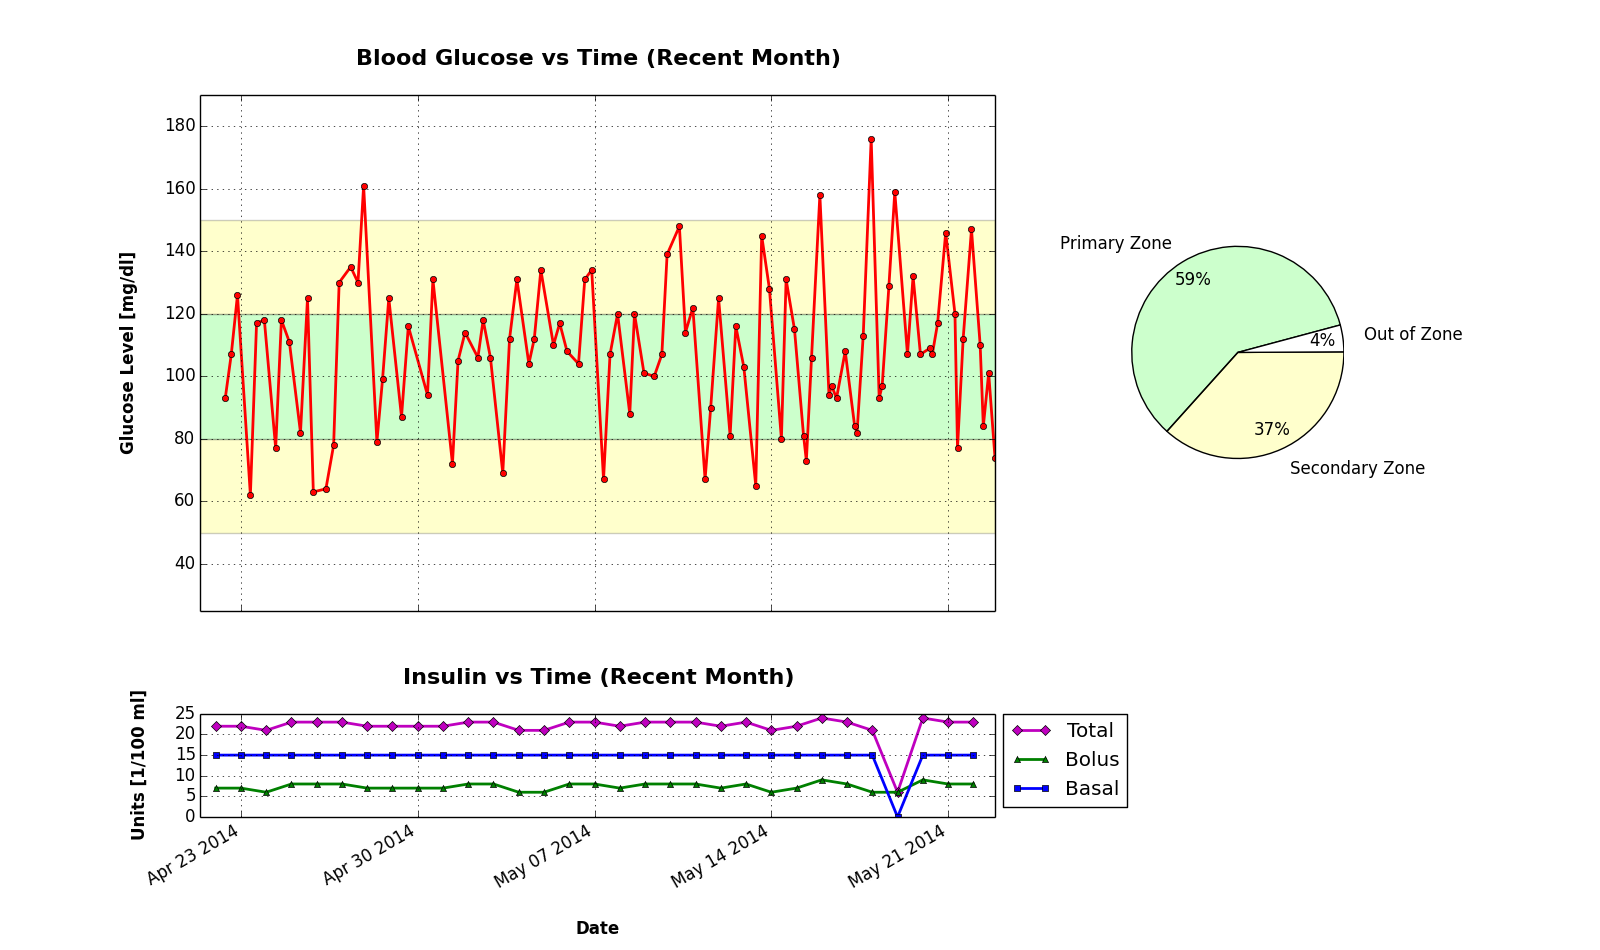 Blood Glucose vs Time (Recent Month)
Glucose Level [mg/dl]
180
160
140
120
100
80
60
40
Primary Zone
59%
Out of Zone
4%
37%
Secondary Zone
Insulin vs Time (Recent Month)
Units [1/100 ml]
25
20
15
10
5
0
Total
Bolus
Basal
Apr 23 2014
Apr 30 2014
May 07 2014
May 14 2014
May 21 2014
Date